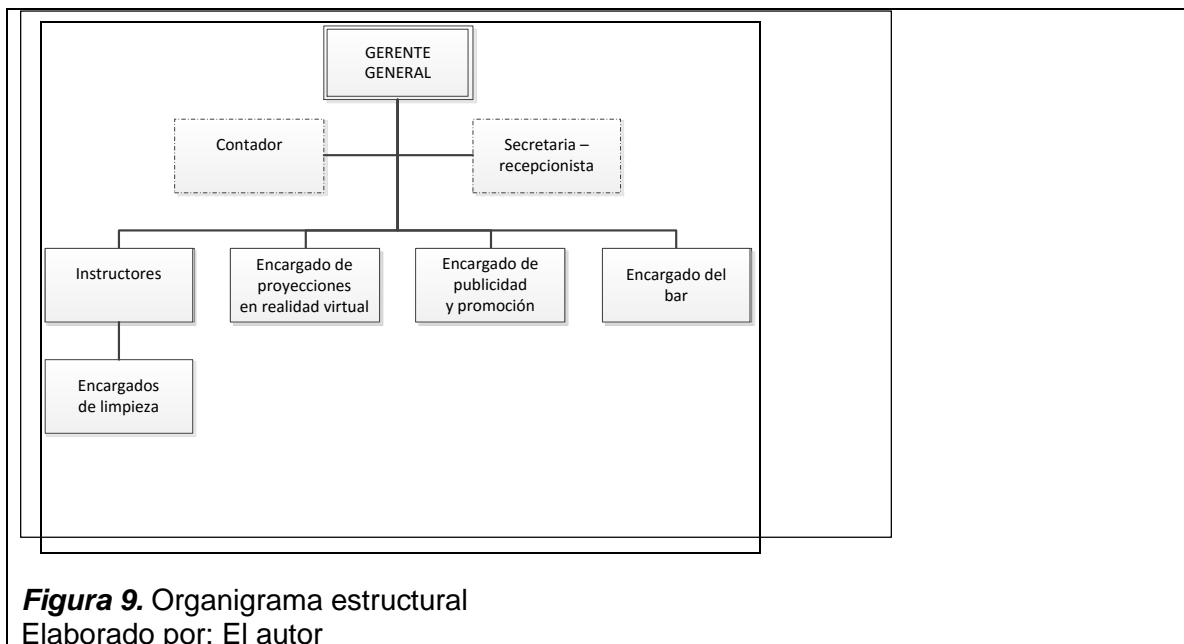 GERENTE
GENERAL
Contador
Secretaria –
recepcionista
Instructores
Encargado de
proyecciones
en realidad virtual
Encargado de
publicidad
y promoción
Encargado del
bar
Encargados
de limpieza
Figura 9. Organigrama estructural
Elaborado por: El autor